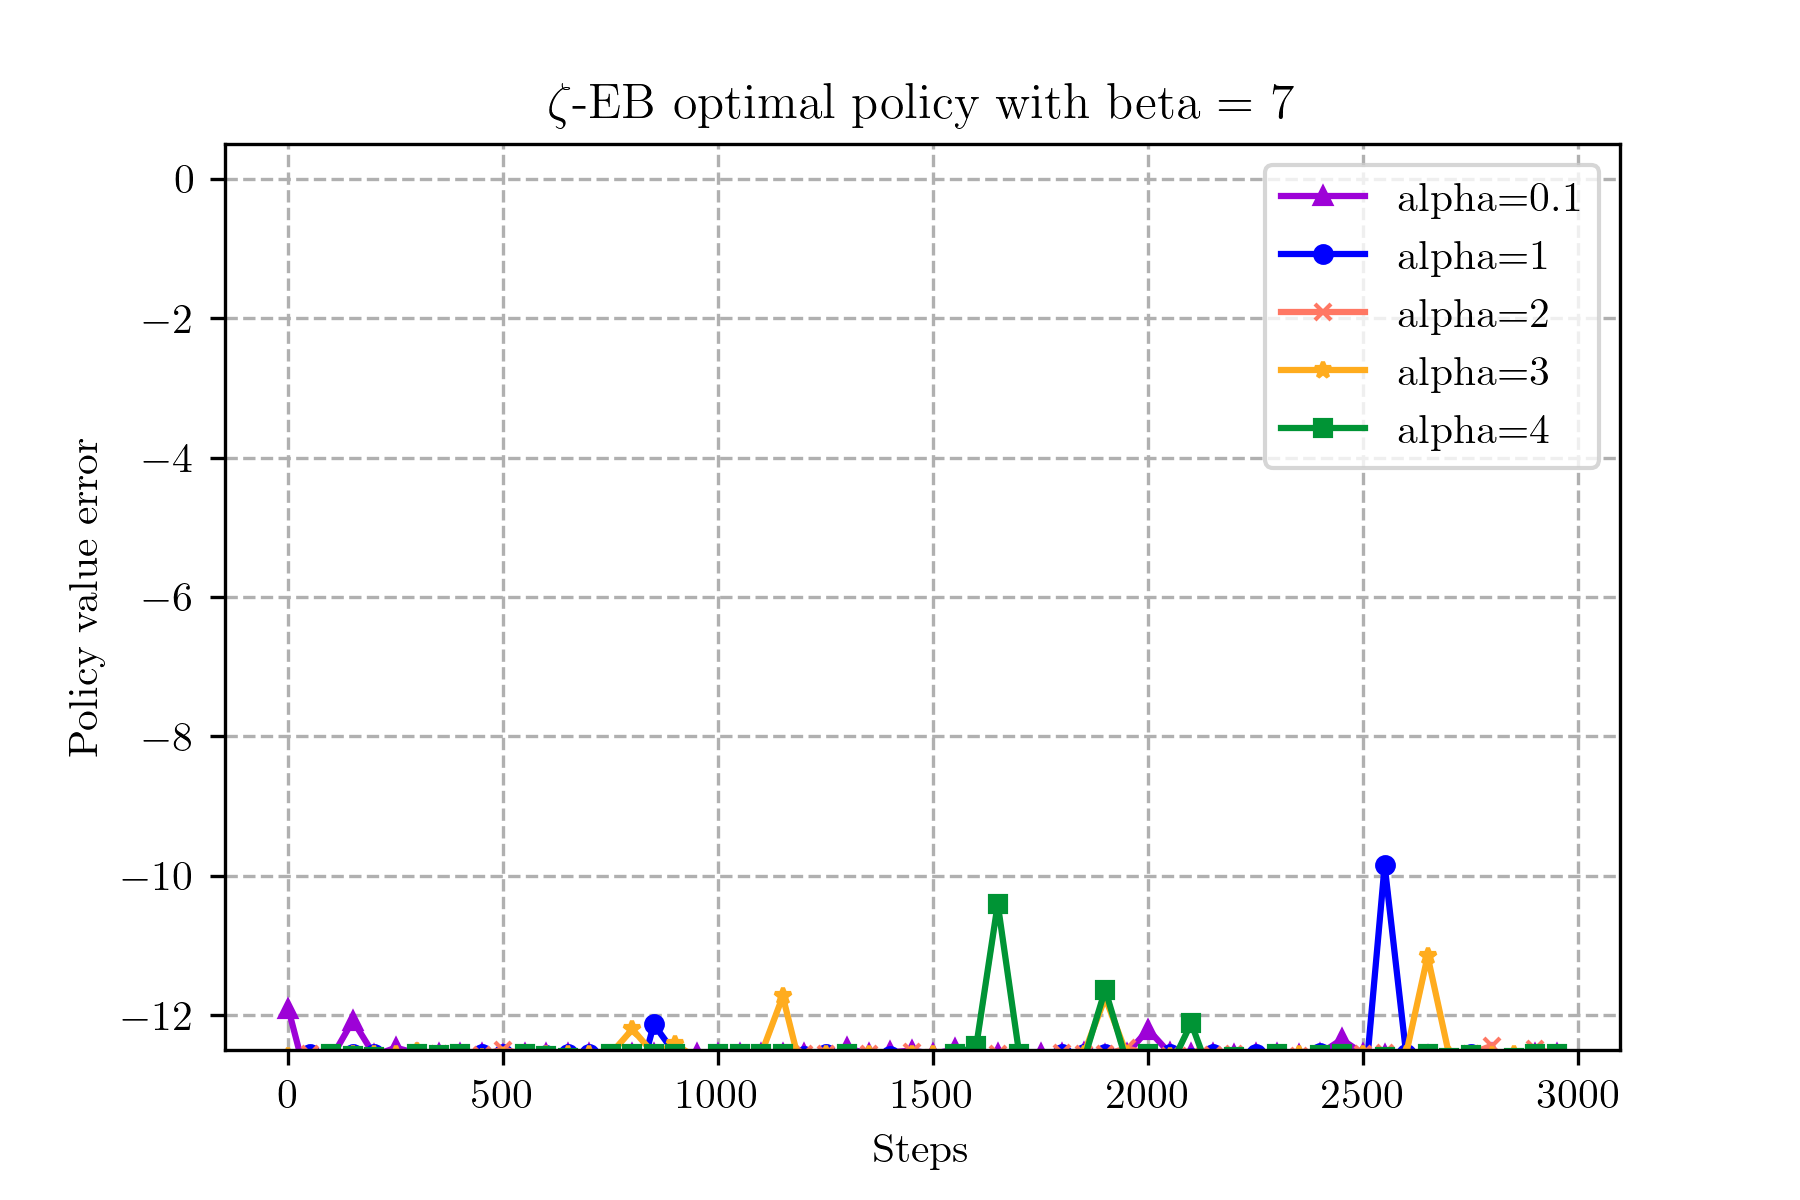 ζ-EB optimal policy with beta = 7
0
−2
−4
−6
−8
−10
−12
Policy value error
alpha=0.1
alpha=1
alpha=2
alpha=3
alpha=4
0 500 1000 1500 2000 2500 3000
Steps